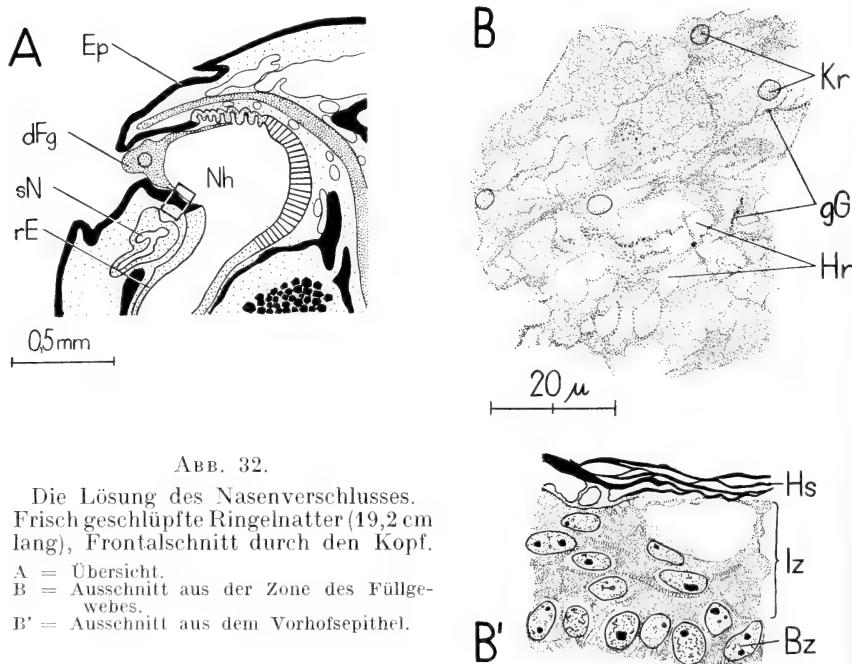 A
Ep
dFg
sN
rE
Nh
0,5mm
B
Kr
gG
Hr
20 µ
ABB. 32.
Die Lösung des Nasenverschlusses.
Frisch geschlüpfte Ringelnatter (19,2 cm
lang), Frontalschnitt durch den Kopf.
A = Übersicht.
B = Ausschnitt aus der Zone des Füllge-
webes.
B' = Ausschnitt aus dem Vorhofsepithel.
Hs
Iz
B'
Bz